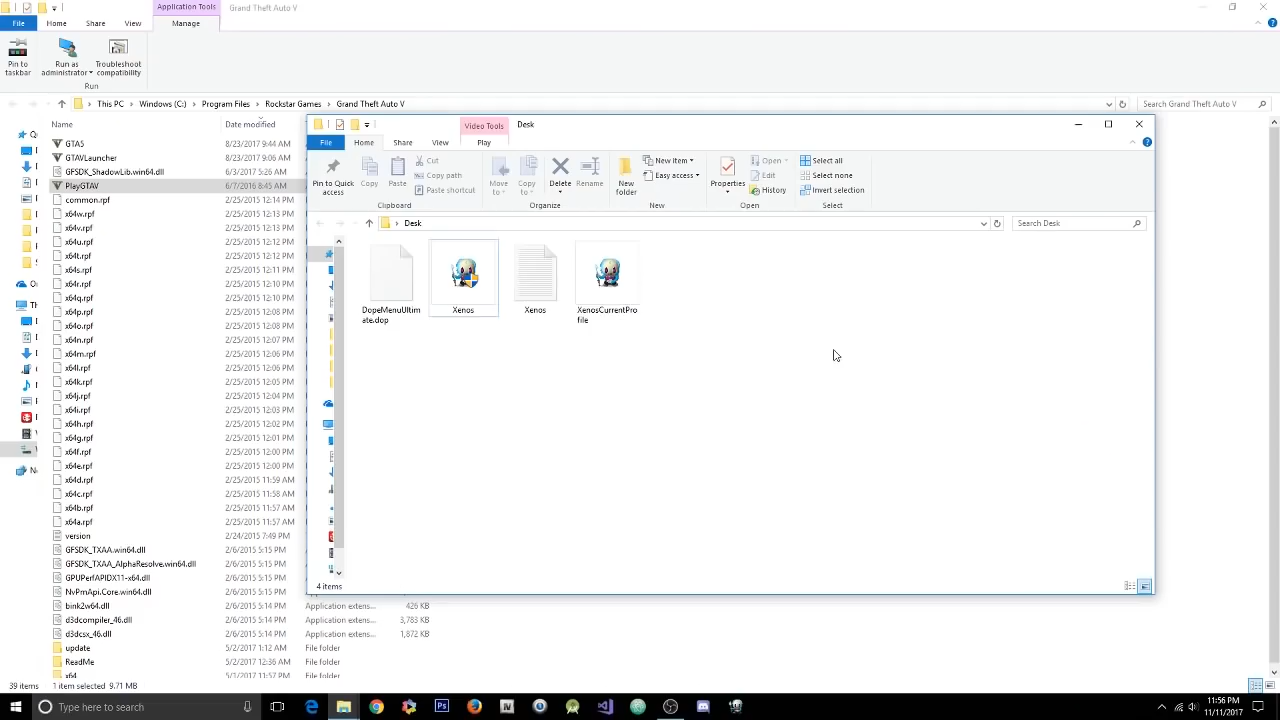 Application Tools
Grand Theft Auto V
File
Home
Share
View
Manage
Pin to taskbar
Run as administrator
Troubleshoot compatibility
Run
This PC
Windows (C:)
Program Files
Rockstar Games
Grand Theft Auto V
Search Grand Theft Auto V
Name
Date modified
GTA5 8/23/2017 9:44 AM
GTAVLauncher 8/23/2017 9:06 AM
GFSDK_ShadowLib.win64.dll 6/3/2017 5:26 AM
PlayGTAV 6/7/2016 8:45 AM
common.rpf 2/25/2015 12:14 PM
x64w.rpf 2/25/2015 12:13 PM
x64v.rpf 2/25/2015 12:13 PM
x64u.rpf 2/25/2015 12:12 PM
x64t.rpf 2/25/2015 12:12 PM
x64s.rpf 2/25/2015 12:11 PM
x64r.rpf 2/25/2015 12:10 PM
x64q.rpf 2/25/2015 12:10 PM
x64p.rpf 2/25/2015 12:08 PM
x64o.rpf 2/25/2015 12:08 PM
x64n.rpf 2/25/2015 12:07 PM
x64m.rpf 2/25/2015 12:06 PM
x64l.rpf 2/25/2015 12:06 PM
x64k.rpf 2/25/2015 12:05 PM
x64j.rpf 2/25/2015 12:04 PM
x64i.rpf 2/25/2015 12:03 PM
x64h.rpf 2/25/2015 12:02 PM
x64g.rpf 2/25/2015 12:01 PM
x64f.rpf 2/25/2015 12:00 PM
x64e.rpf 2/25/2015 12:00 PM
x64d.rpf 2/25/2015 11:59 AM
x64c.rpf 2/25/2015 11:58 AM
x64b.rpf 2/25/2015 11:57 AM
x64a.rpf 2/25/2015 11:57 AM
version 2/24/2015 7:49 PM
GFSDK_TXAA.win64.dll 2/6/2015 5:15 PM
GFSDK_TXAA_AlphaResolve.win64.dll 2/6/2015 5:15 PM
GPUPerfAPIDX11-x64.dll 2/6/2015 5:15 PM
NvPmApi.Core.win64.dll 2/6/2015 5:15 PM
bink2w64.dll 2/6/2015 5:14 PM Application extens... 426 KB
d3dcompiler_46.dll 2/6/2015 5:14 PM Application extens... 3,783 KB
d3dcsx_46.dll 2/6/2015 5:14 PM Application extens... 1,872 KB
update 5/2/2017 1:12 AM File folder
ReadMe 5/2/2017 12:36 AM File folder
x64 5/1/2017 11:57 PM File folder
39 items 1 item selected 9.71 MB
Video Tools
Desk
File
Home
Share
View
Play
Pin to Quick access
Copy
Paste
Cut
Copy path
Paste shortcut
Clipboard
Move to
Copy to
Delete
Rename
Organize
New folder
New item
Easy access
New
Properties
Open
Edit
History
Open
Select all
Select none
Invert selection
Select
Desk
Search Desk
DopeMenuUltimate.dop
Xenos
Xenos
XenosCurrentProfile
4 items
Type here to search
11:56 PM
11/11/2017